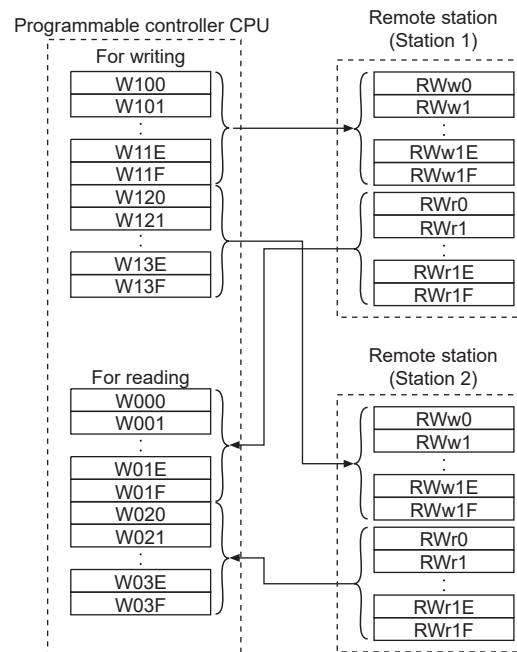 Programmable controller CPU
For writing
W100
W101
⋮
W11E
W11F
W120
W121
⋮
W13E
W13F
For reading
W000
W001
⋮
W01E
W01F
W020
W021
⋮
W03E
W03F
Remote station
(Station 1)
RWw0
RWw1
⋮
RWw1E
RWw1F
RWr0
RWr1
⋮
RWr1E
RWr1F
Remote station
(Station 2)
RWw0
RWw1
⋮
RWw1E
RWw1F
RWr0
RWr1
⋮
RWr1E
RWr1F